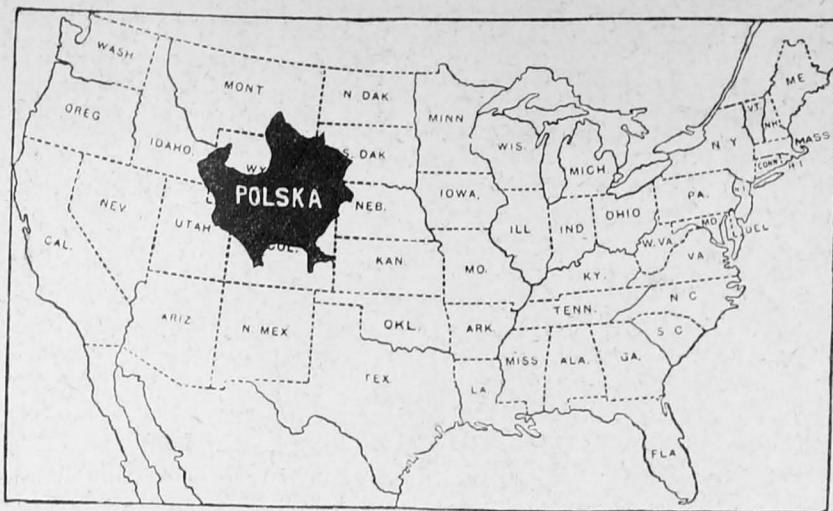 WASH
ME
MONT
N. DAK.
VT.
OREG
MINN
NH.
MASS
IDAHO.
WIS.
N Y
S. DAK
WY
CONN
MICH
POLSKA
IOWA.
PA.
NEV.
UTAH
NEB.
OHIO
ILL
IND
MD.
DEL
CAL.
COL.
W. VA.
VA
KAN.
MO.
KY.
N C
TENN.
ARIZ
N. MEX
OKL.
ARK.
S C
MISS
ALA.
GA.
TEX.
LA
FLA